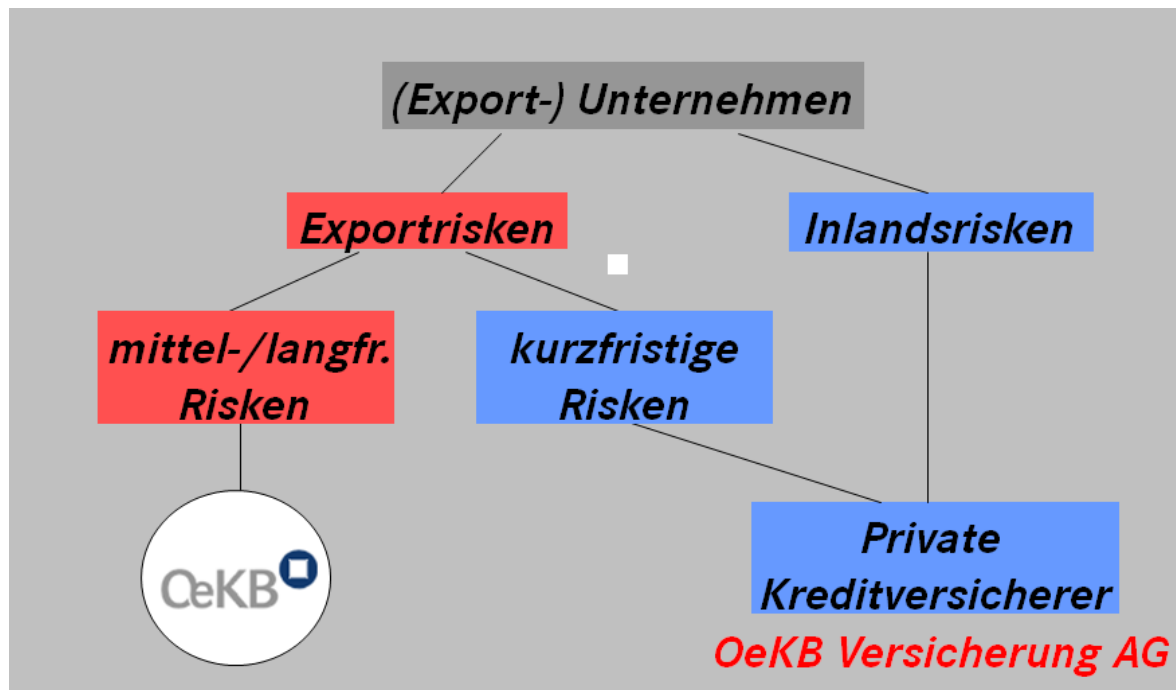 (Export-) Unternehmen
Exportrisken
Inlandsrisken
mittel-/langfr.
Risken
kurzfristige
Risken
OeKB
Private
Kreditversicherer
OeKB Versicherung AG